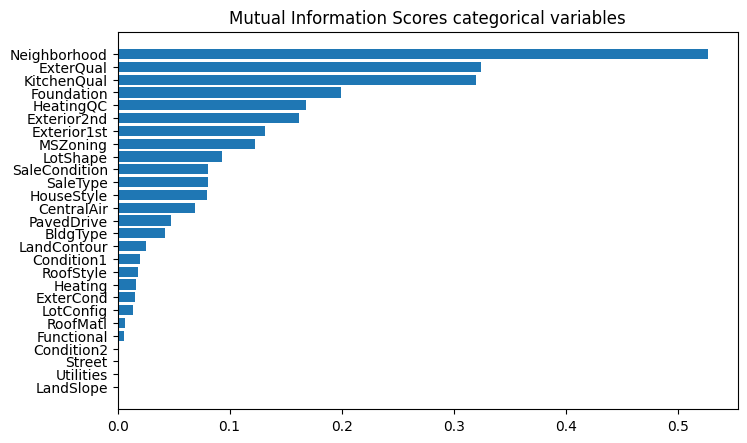 Mutual Information Scores categorical variables
Neighborhood
ExterQual
KitchenQual
Foundation
HeatingQC
Exterior2nd
Exterior1st
MSZoning
LotShape
SaleCondition
SaleType
HouseStyle
CentralAir
PavedDrive
BldgType
LandContour
Condition1
RoofStyle
Heating
ExterCond
LotConfig
RoofMatl
Functional
Condition2
Street
Utilities
LandSlope
0.0 0.1 0.2 0.3 0.4 0.5